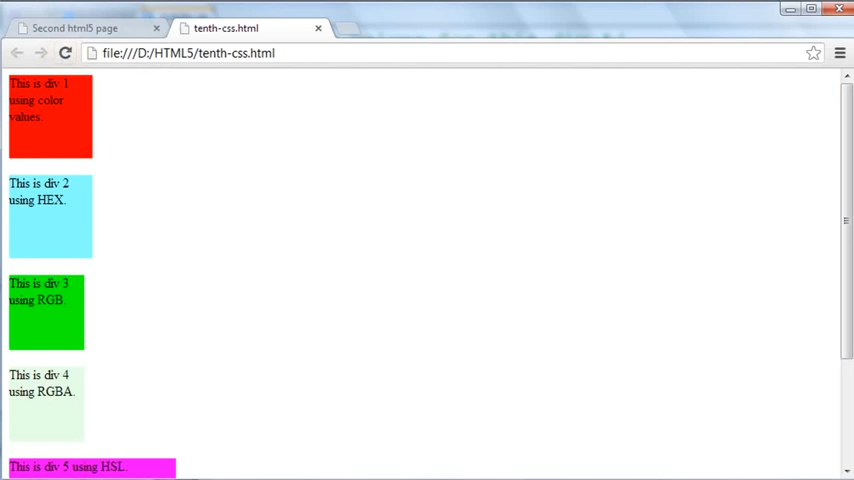 Second html5 page
tenth-css.html
file:///D:/HTML5/tenth-css.html
This is div 1
using color
values.
This is div 2
using HEX.
This is div 3
using RGB.
This is div 4
using RGBA.
This is div 5 using HSL.